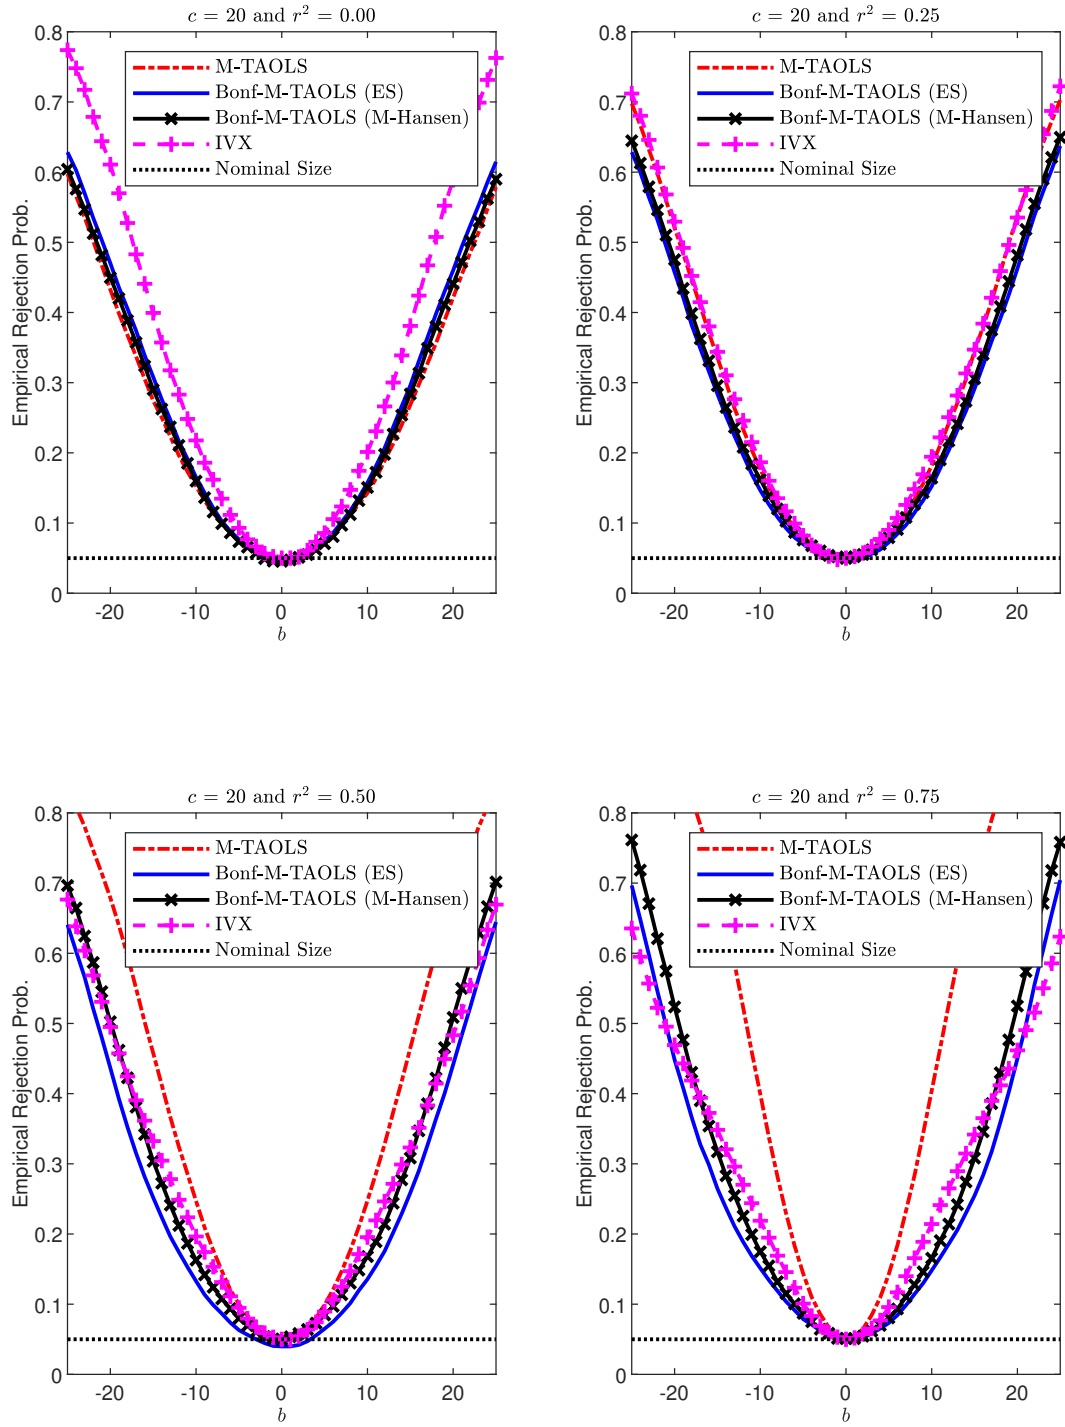 c = 20 and r² = 0.00
Empirical Rejection Prob.
0.8
0.7
0.6
0.5
0.4
0.3
0.2
0.1
0
M-TAOLS
Bonf-M-TAOLS (ES)
Bonf-M-TAOLS (M-Hansen)
IVX
Nominal Size
-20
-10
0
10
20
b
c = 20 and r² = 0.25
Empirical Rejection Prob.
0.8
0.7
0.6
0.5
0.4
0.3
0.2
0.1
0
M-TAOLS
Bonf-M-TAOLS (ES)
Bonf-M-TAOLS (M-Hansen)
IVX
Nominal Size
-20
-10
0
10
20
b
c = 20 and r² = 0.50
Empirical Rejection Prob.
0.8
0.7
0.6
0.5
0.4
0.3
0.2
0.1
0
M-TAOLS
Bonf-M-TAOLS (ES)
Bonf-M-TAOLS (M-Hansen)
IVX
Nominal Size
-20
-10
0
10
20
b
c = 20 and r² = 0.75
Empirical Rejection Prob.
0.8
0.7
0.6
0.5
0.4
0.3
0.2
0.1
0
M-TAOLS
Bonf-M-TAOLS (ES)
Bonf-M-TAOLS (M-Hansen)
IVX
Nominal Size
-20
-10
0
10
20
b